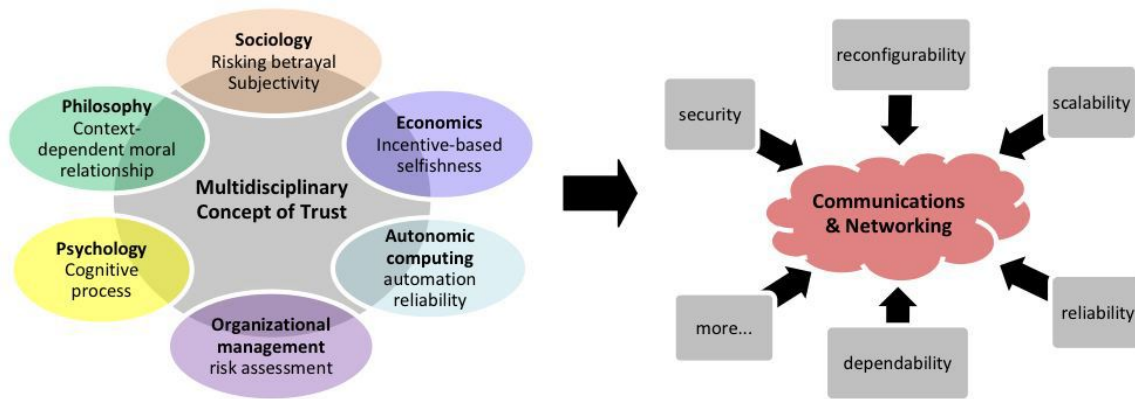 Sociology
Risking betrayal
Subjectivity
Philosophy
Context-
dependent moral
relationship
Economics
Incentive-based
selfishness
Multidisciplinary
Concept of Trust
Psychology
Cognitive
process
Autonomic
computing
automation
reliability
Organizational
management
risk assessment
reconfigurability
security
scalability
Communications
& Networking
more...
dependability
reliability